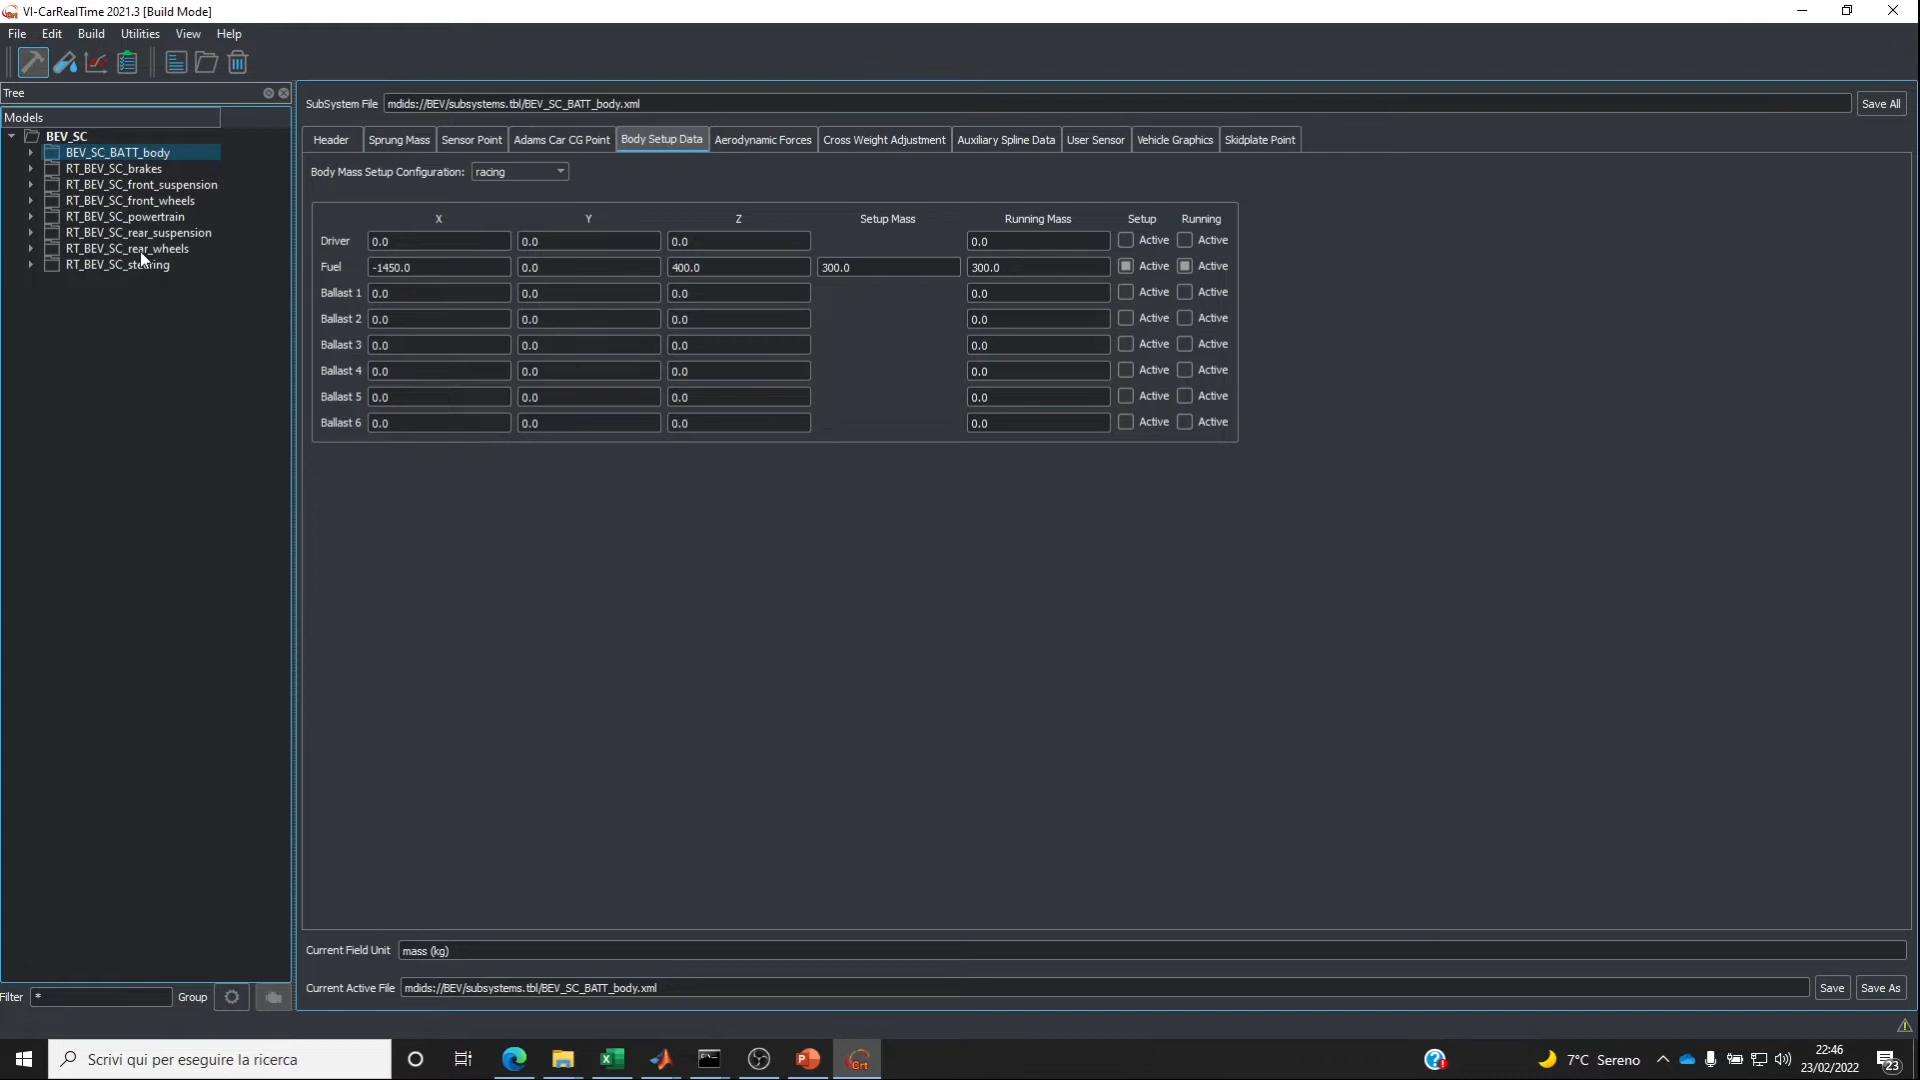 VI-CarRealTime 2021.3 [Build Mode]
File Edit Build Utilities View Help
Tree
Models
BEV_SC
BEV_SC_BATT_body
RT_BEV_SC_brakes
RT_BEV_SC_front_suspension
RT_BEV_SC_front_wheels
RT_BEV_SC_powertrain
RT_BEV_SC_rear_suspension
RT_BEV_SC_rear_wheels
RT_BEV_SC_steering
Filter * Group
SubSystem File mdids://BEV/subsystems.tbl/BEV_SC_BATT_body.xml Save All
Header Sprung Mass Sensor Point Adams Car CG Point Body Setup Data Aerodynamic Forces Cross Weight Adjustment Auxiliary Spline Data User Sensor Vehicle Graphics Skidplate Point
Body Mass Setup Configuration: racing
X Y Z Setup Mass Running Mass Setup Running
Driver 0.0 0.0 0.0 0.0 Active Active
Fuel -1450.0 0.0 400.0 300.0 300.0 Active Active
Ballast 1 0.0 0.0 0.0 0.0 Active Active
Ballast 2 0.0 0.0 0.0 0.0 Active Active
Ballast 3 0.0 0.0 0.0 0.0 Active Active
Ballast 4 0.0 0.0 0.0 0.0 Active Active
Ballast 5 0.0 0.0 0.0 0.0 Active Active
Ballast 6 0.0 0.0 0.0 0.0 Active Active
Current Field Unit mass (kg)
Current Active File mdids://BEV/subsystems.tbl/BEV_SC_BATT_body.xml Save Save As
Scrivi qui per eseguire la ricerca
Crt
7°C Sereno
22:46
23/02/2022
23